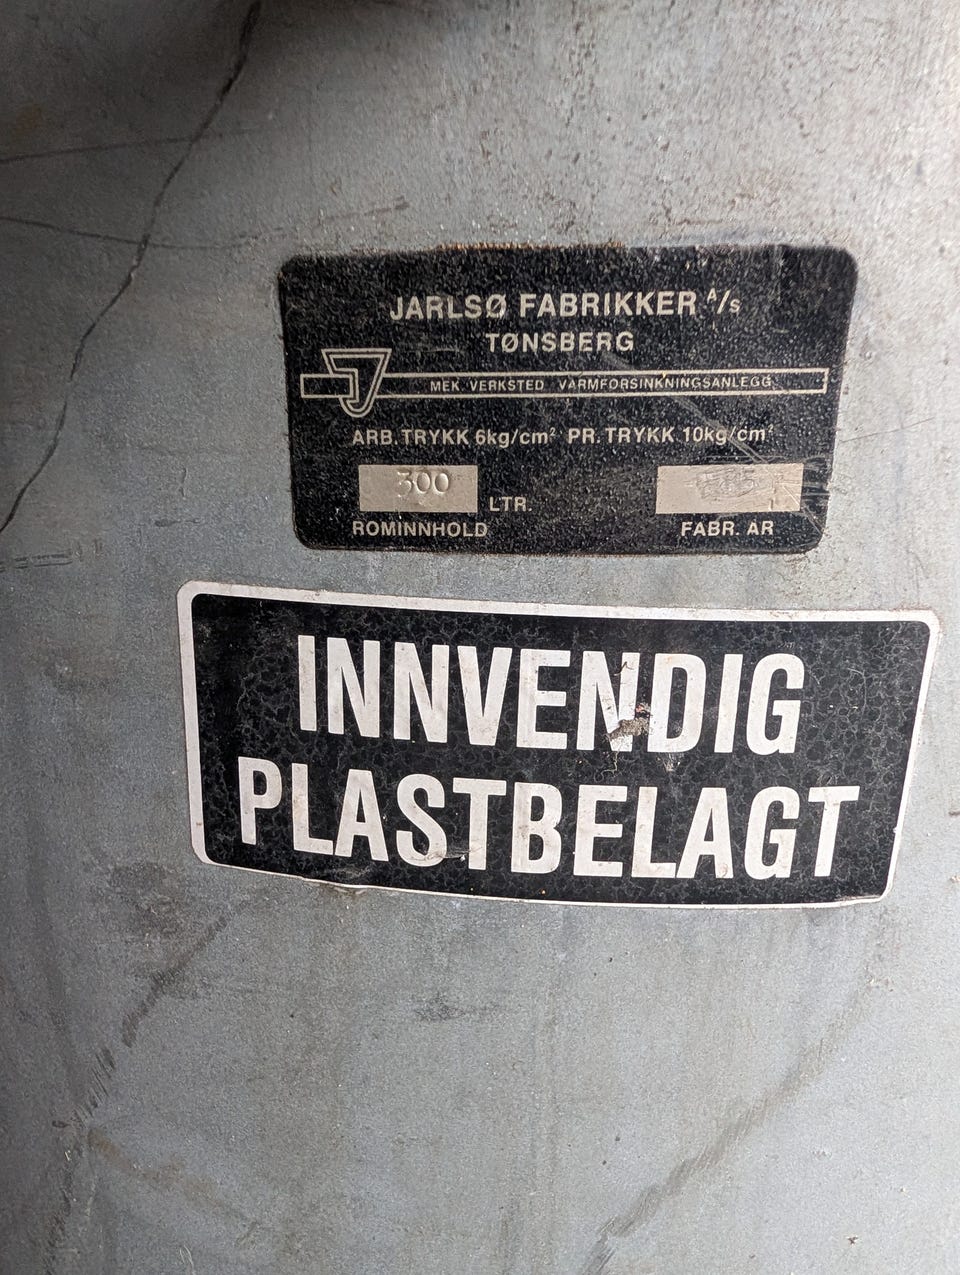 JARLSØ FABRIKKER A/S
TØNSBERG
J
MEK. VERKSTED VARMFORSINKNINGSANLEGG
ARB. TRYKK 6kg/cm² PR. TRYKK 10kg/cm²
300 LTR.
ROMINNHOLD FABR. AR
INNVENDIG
PLASTBELAGT